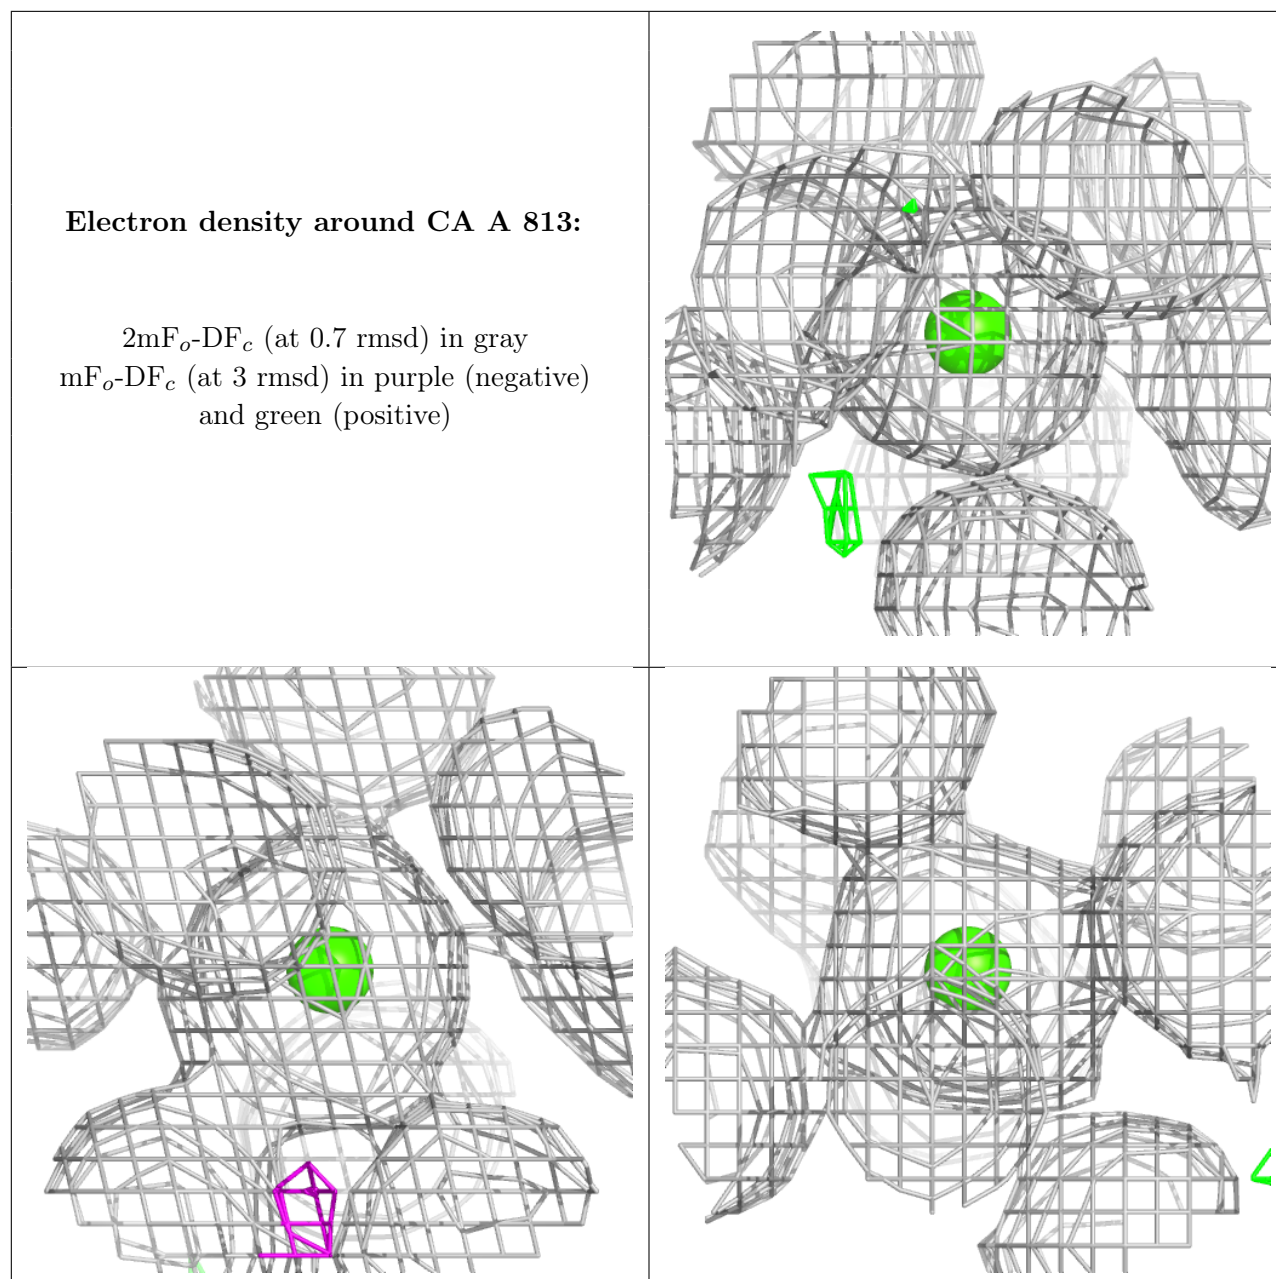 Electron density around CA A 813:
2mFo-DFc (at 0.7 rmsd) in gray
mFo-DFc (at 3 rmsd) in purple (negative)
and green (positive)